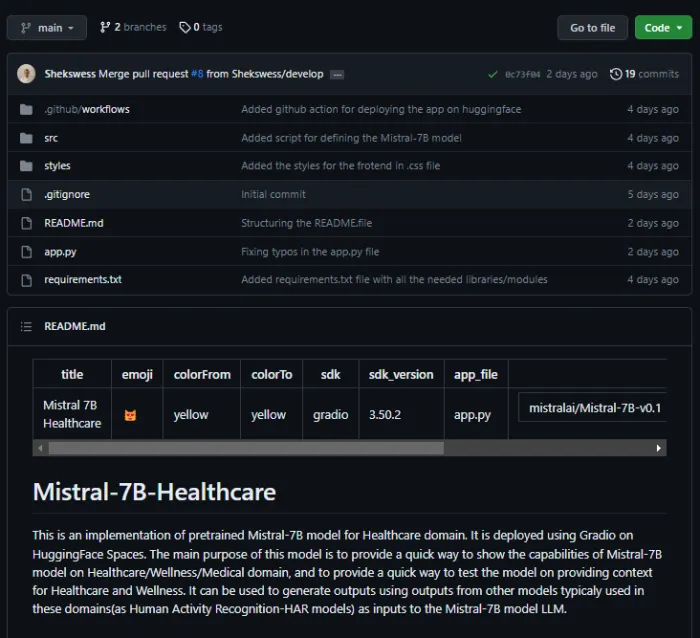 main 2 branches 0 tags Go to file Code
Shekswess Merge pull request #8 from Shekswess/develop 0c73f04 2 days ago 19 commits
.github/workflows Added github action for deploying the app on huggingface 4 days ago
src Added script for defining the Mistral-7B model 4 days ago
styles Added the styles for the frotend in .css file 4 days ago
.gitignore Initial commit 5 days ago
README.md Structuring the README.file 2 days ago
app.py Fixing typos in the app.py file 2 days ago
requirements.txt Added requirements.txt file with all the needed libraries/modules 4 days ago
README.md
title emoji colorFrom colorTo sdk sdk_version app_file
Mistral 7B Healthcare yellow yellow gradio 3.50.2 app.py mistralai/Mistral-7B-v0.1
Mistral-7B-Healthcare
This is an implementation of pretrained Mistral-7B model for Healthcare domain. It is deployed using Gradio on
HuggingFace Spaces. The main purpose of this model is to provide a quick way to show the capabilities of Mistral-7B
model on Healthcare/Wellness/Medical domain, and to provide a quick way to test the model on providing context
for Healthcare and Wellness. It can be used to generate outputs using outputs from other models typicaly used in
these domains(as Human Activity Recognition-HAR models) as inputs to the Mistral-7B model LLM.